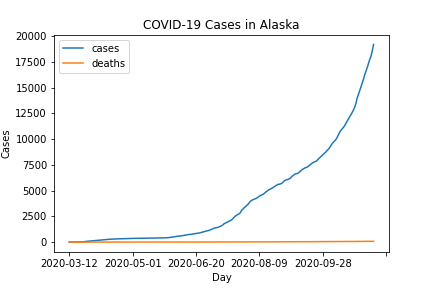 COVID-19 Cases in Alaska
cases
deaths
20000
17500
15000
12500
10000
7500
5000
2500
0
Cases
2020-03-12 2020-05-01 2020-06-20 2020-08-09 2020-09-28
Day